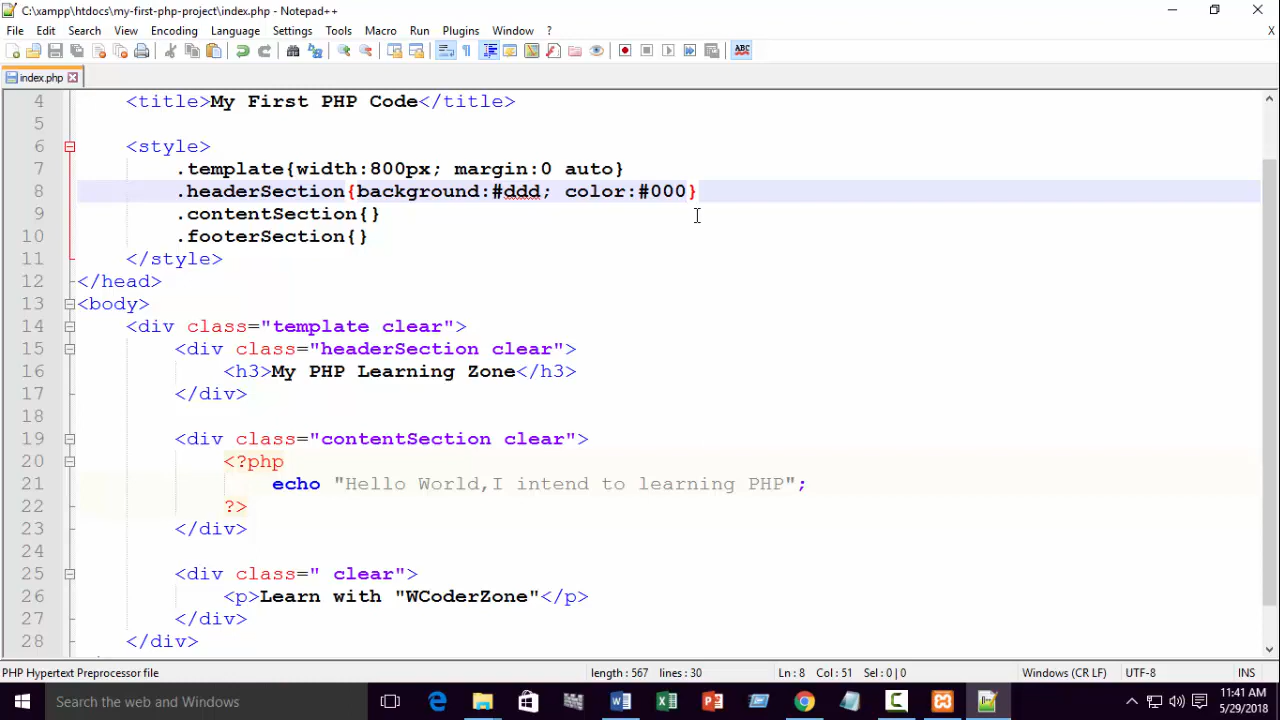 C:\xampp\htdocs\my-first-php-project\index.php - Notepad++
File Edit Search View Encoding Language Settings Tools Macro Run Plugins Window ? X
ABC
index.php
4 <title>My First PHP Code</title>
5
6 <style>
7 .template{width:800px; margin:0 auto}
8 .headerSection{background:#ddd; color:#000}
9 .contentSection{}
10 .footerSection{}
11 </style>
12 </head>
13 <body>
14 <div class="template clear">
15 <div class="headerSection clear">
16 <h3>My PHP Learning Zone</h3>
17 </div>
18
19 <div class="contentSection clear">
20 <?php
21 echo "Hello World,I intend to learning PHP";
22 ?>
23 </div>
24
25 <div class=" clear">
26 <p>Learn with "WCoderZone"</p>
27 </div>
28 </div>
PHP Hypertext Preprocessor file length : 567 lines : 30 Ln : 8 Col : 51 Sel : 0 | 0 Windows (CR LF) UTF-8 INS
Search the web and Windows
11:41 AM
5/29/2018